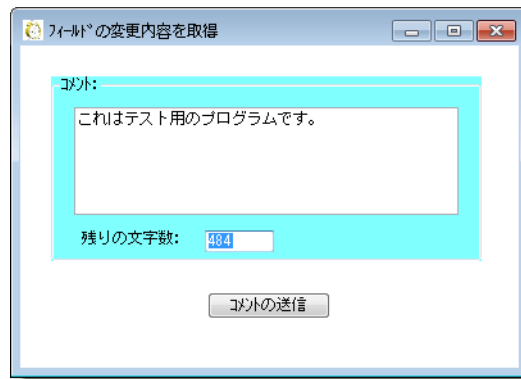 ﾌｨｰﾙﾄﾞの変更内容を取得
ｺﾒﾝﾄ:
これはテスト用のプログラムです。
残りの文字数: 484
ｺﾒﾝﾄの送信